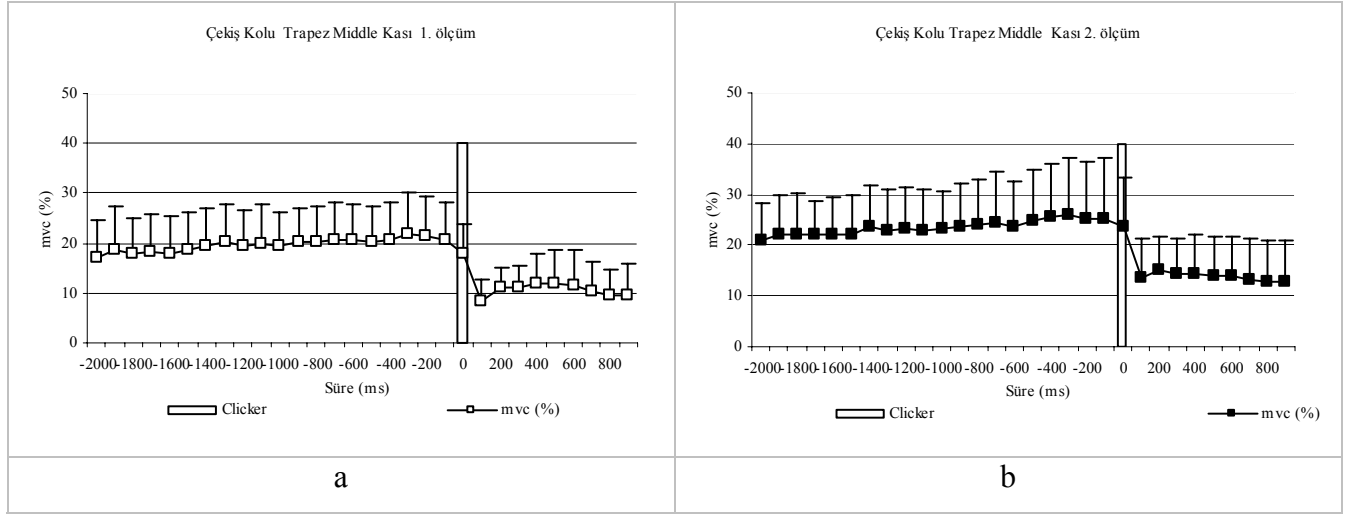 Çekiş Kolu Trapez Middle Kası 1. ölçüm
50
40
30
20
10
0
mvc (%)
-2000-1800-1600-1400-1200-1000 -800 -600 -400 -200 0 200 400 600 800
Süre (ms)
Clicker mvc (%)
a
Çekiş Kolu Trapez Middle Kası 2. ölçüm
50
40
30
20
10
0
mvc (%)
-2000-1800-1600-1400-1200-1000 -800 -600 -400 -200 0 200 400 600 800
Süre (ms)
Clicker mvc (%)
b